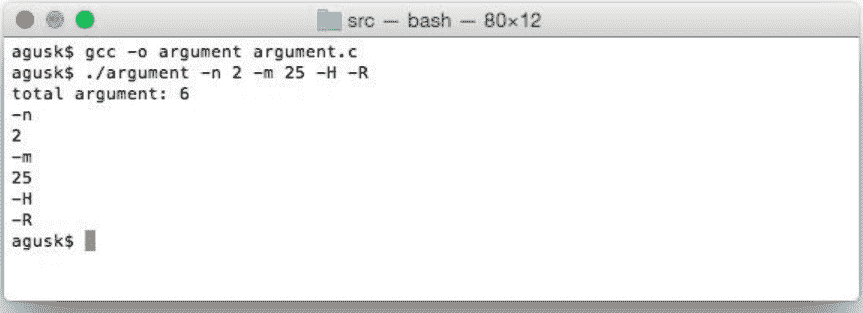 src — bash — 80×12
agusk$ gcc -o argument argument.c
agusk$ ./argument -n 2 -m 25 -H -R
total argument: 6
-n
2
-m
25
-H
-R
agusk$